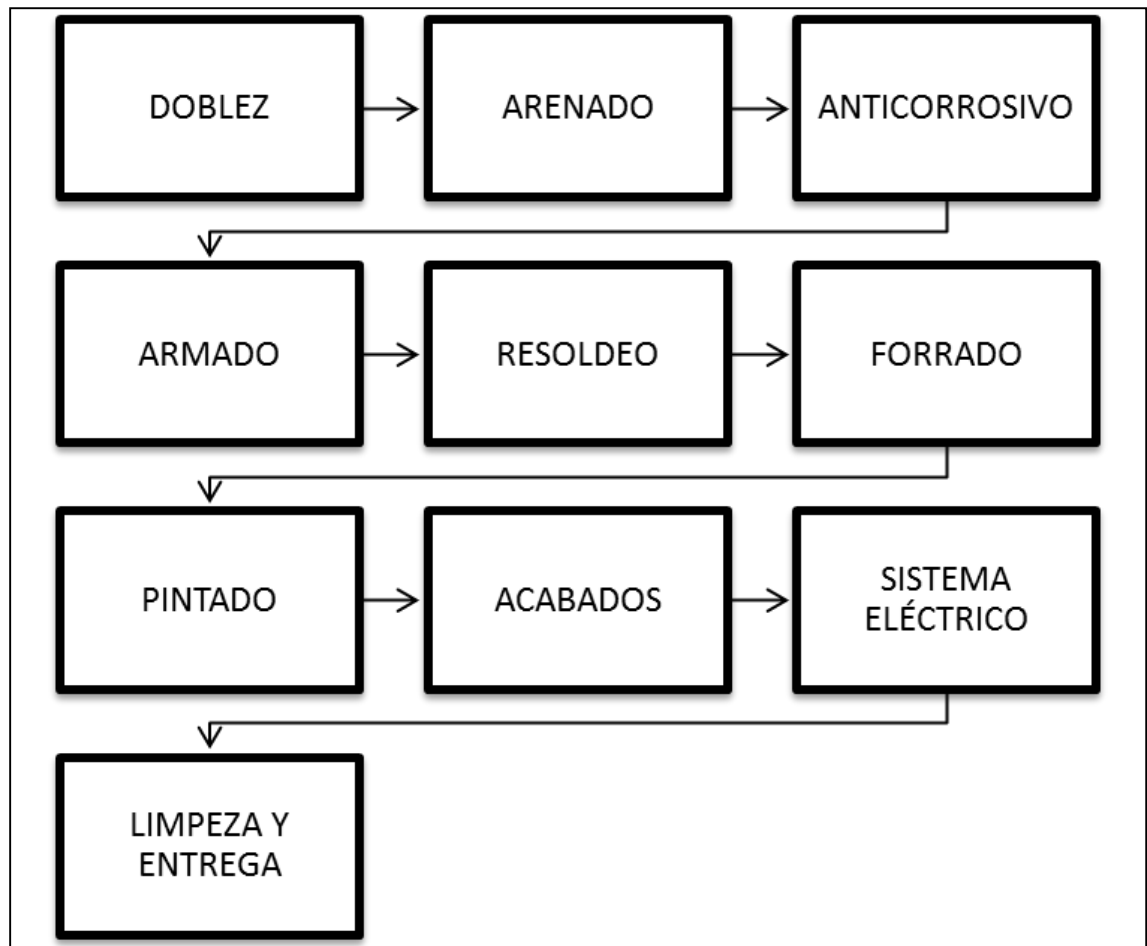 DOBLEZ
ARENADO
ANTICORROSIVO
ARMADO
RESOLDEO
FORRADO
PINTADO
ACABADOS
SISTEMA
ELÉCTRICO
LIMPEZA Y
ENTREGA